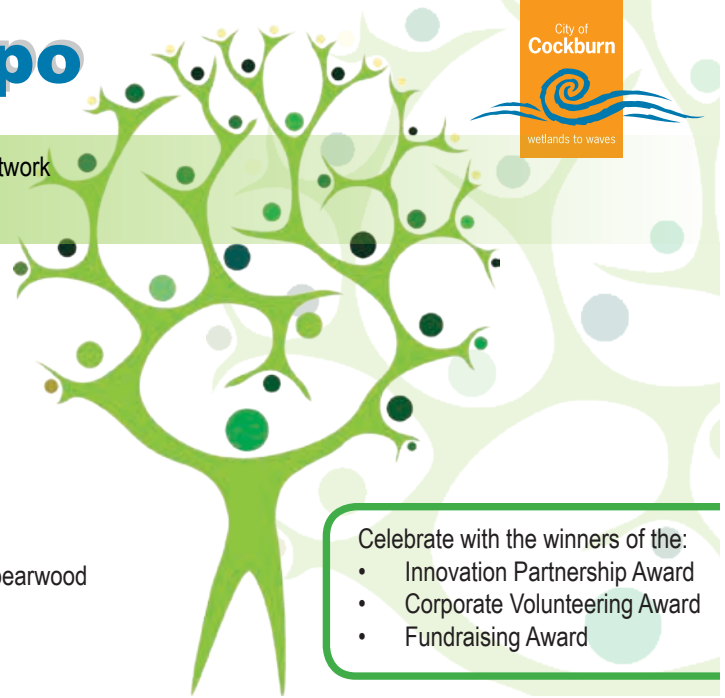 po
City of
Cockburn
wetlands to waves
twork
pearwood
Celebrate with the winners of the:
• Innovation Partnership Award
• Corporate Volunteering Award
• Fundraising Award